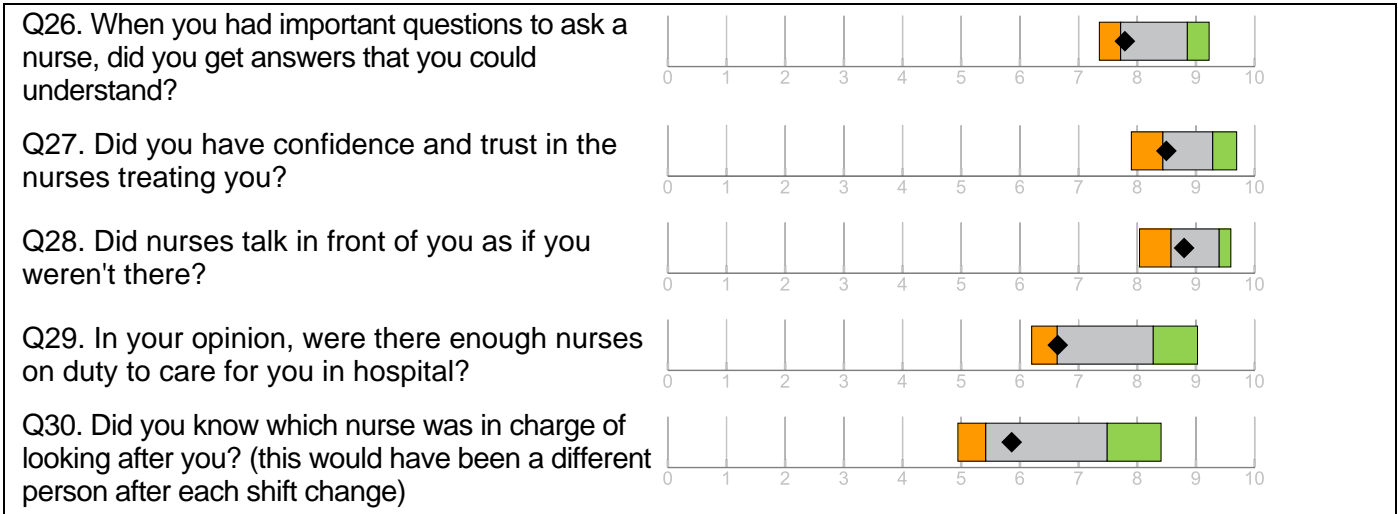 Q26. When you had important questions to ask a
nurse, did you get answers that you could
understand?
0 1 2 3 4 5 6 7 8 9 10
Q27. Did you have confidence and trust in the
nurses treating you?
0 1 2 3 4 5 6 7 8 9 10
Q28. Did nurses talk in front of you as if you
weren't there?
0 1 2 3 4 5 6 7 8 9 10
Q29. In your opinion, were there enough nurses
on duty to care for you in hospital?
0 1 2 3 4 5 6 7 8 9 10
Q30. Did you know which nurse was in charge of
looking after you? (this would have been a different
person after each shift change)
0 1 2 3 4 5 6 7 8 9 10